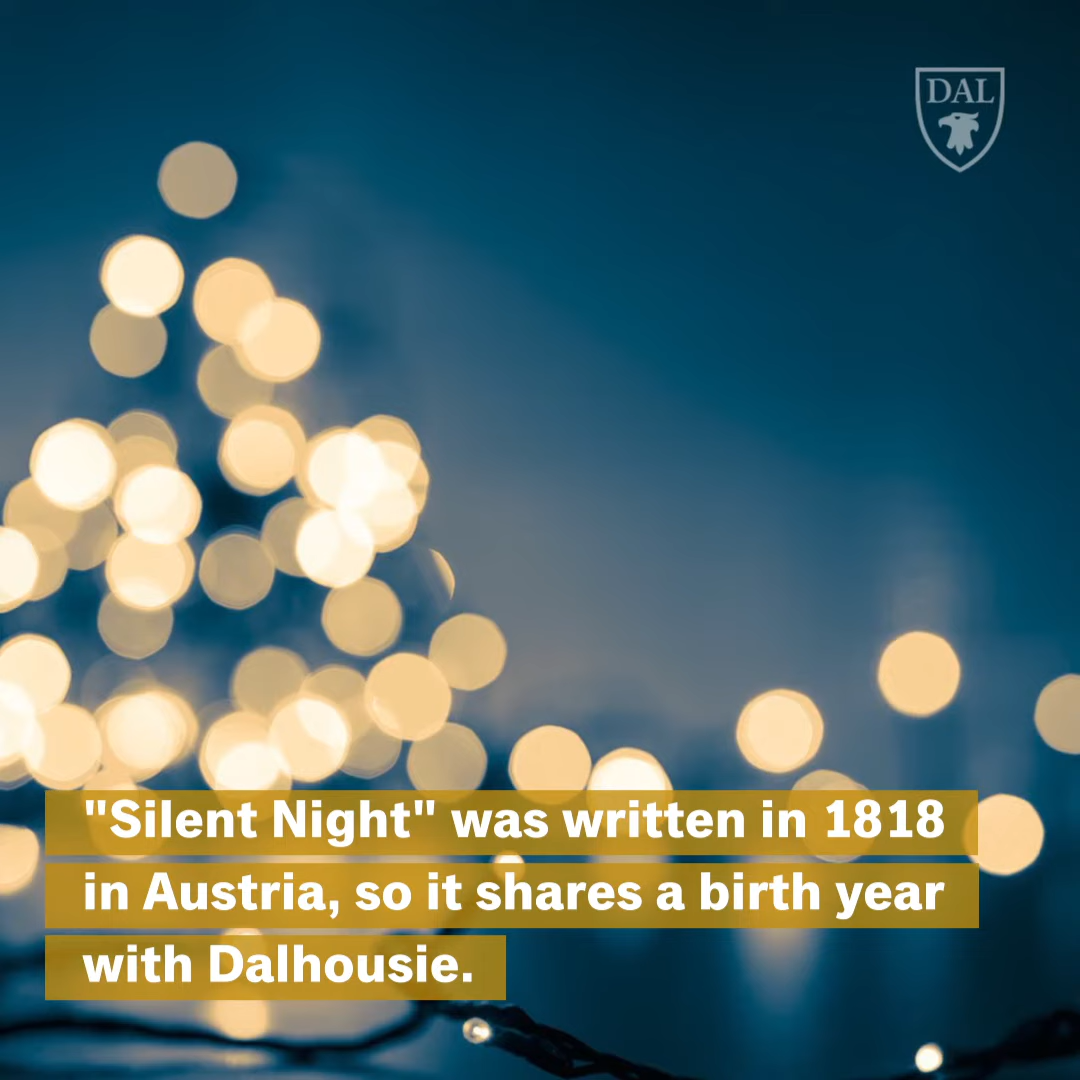 DAL
"Silent Night" was written in 1818
in Austria, so it shares a birth year
with Dalhousie.